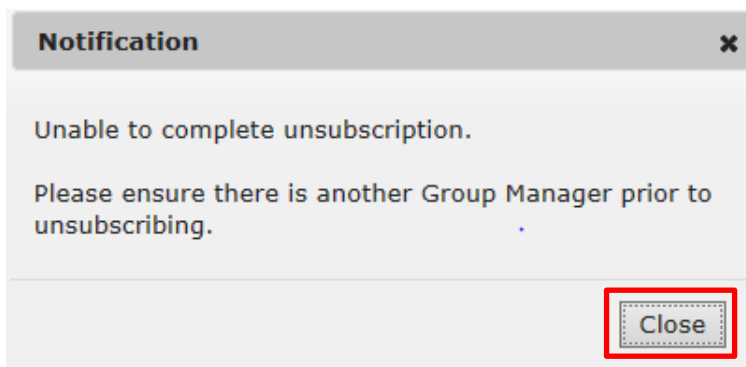 Notification
Unable to complete unsubscription.
Please ensure there is another Group Manager prior to
unsubscribing.
Close